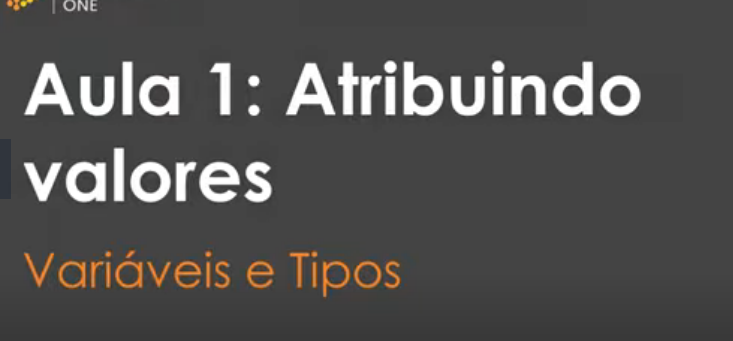 | ONE
Aula 1: Atribuindo
valores
Variáveis e Tipos